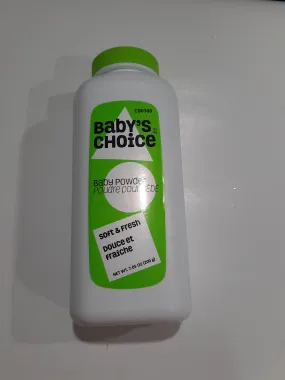 Baby's
Choice
Baby Powder
Poudre pour bébé
Soft & Fresh
Douce et
fraîche